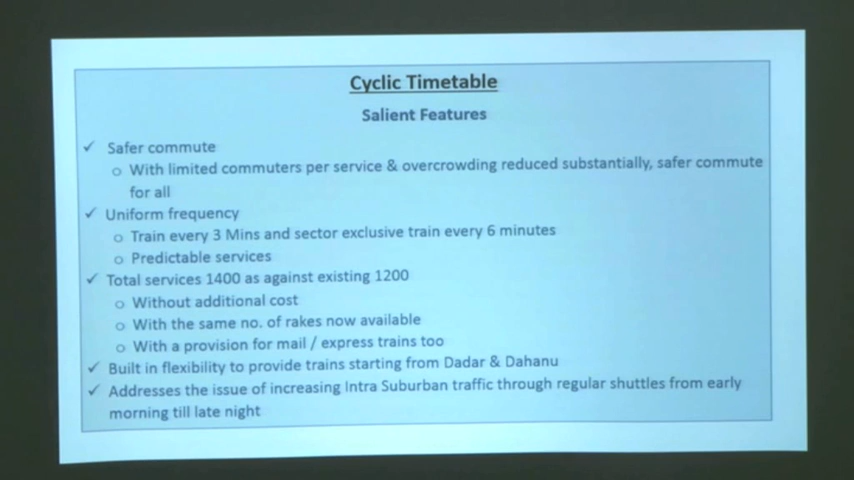 Cyclic Timetable
Salient Features
✓ Safer commute
o With limited commuters per service & overcrowding reduced substantially, safer commute
for all
✓ Uniform frequency
o Train every 3 Mins and sector exclusive train every 6 minutes
o Predictable services
✓ Total services 1400 as against existing 1200
o Without additional cost
o With the same no. of rakes now available
o With a provision for mail / express trains too
✓ Built in flexibility to provide trains starting from Dadar & Dahanu
✓ Addresses the issue of increasing Intra Suburban traffic through regular shuttles from early
morning till late night